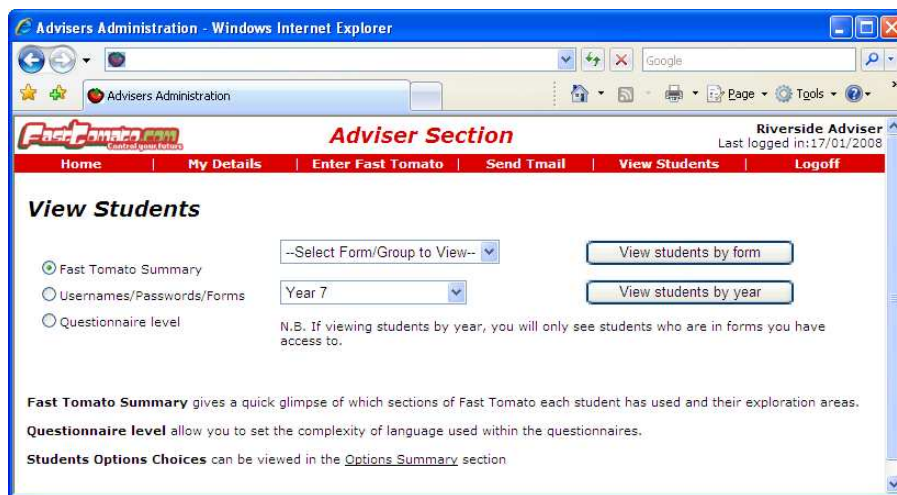 Advisers Administration - Windows Internet Explorer
Google
Advisers Administration
Page
Tools
FastTomato.com
Control your future
Adviser Section
Riverside Adviser
Last logged in:17/01/2008
Home | My Details | Enter Fast Tomato | Send Tmail | View Students | Logoff
View Students
--Select Form/Group to View--
View students by form
Fast Tomato Summary
Usernames/Passwords/Forms
Year 7
View students by year
Questionnaire level
N.B. If viewing students by year, you will only see students who are in forms you have
access to.
Fast Tomato Summary gives a quick glimpse of which sections of Fast Tomato each student has used and their exploration areas.
Questionnaire level allow you to set the complexity of language used within the questionnaires.
Students Options Choices can be viewed in the Options Summary section